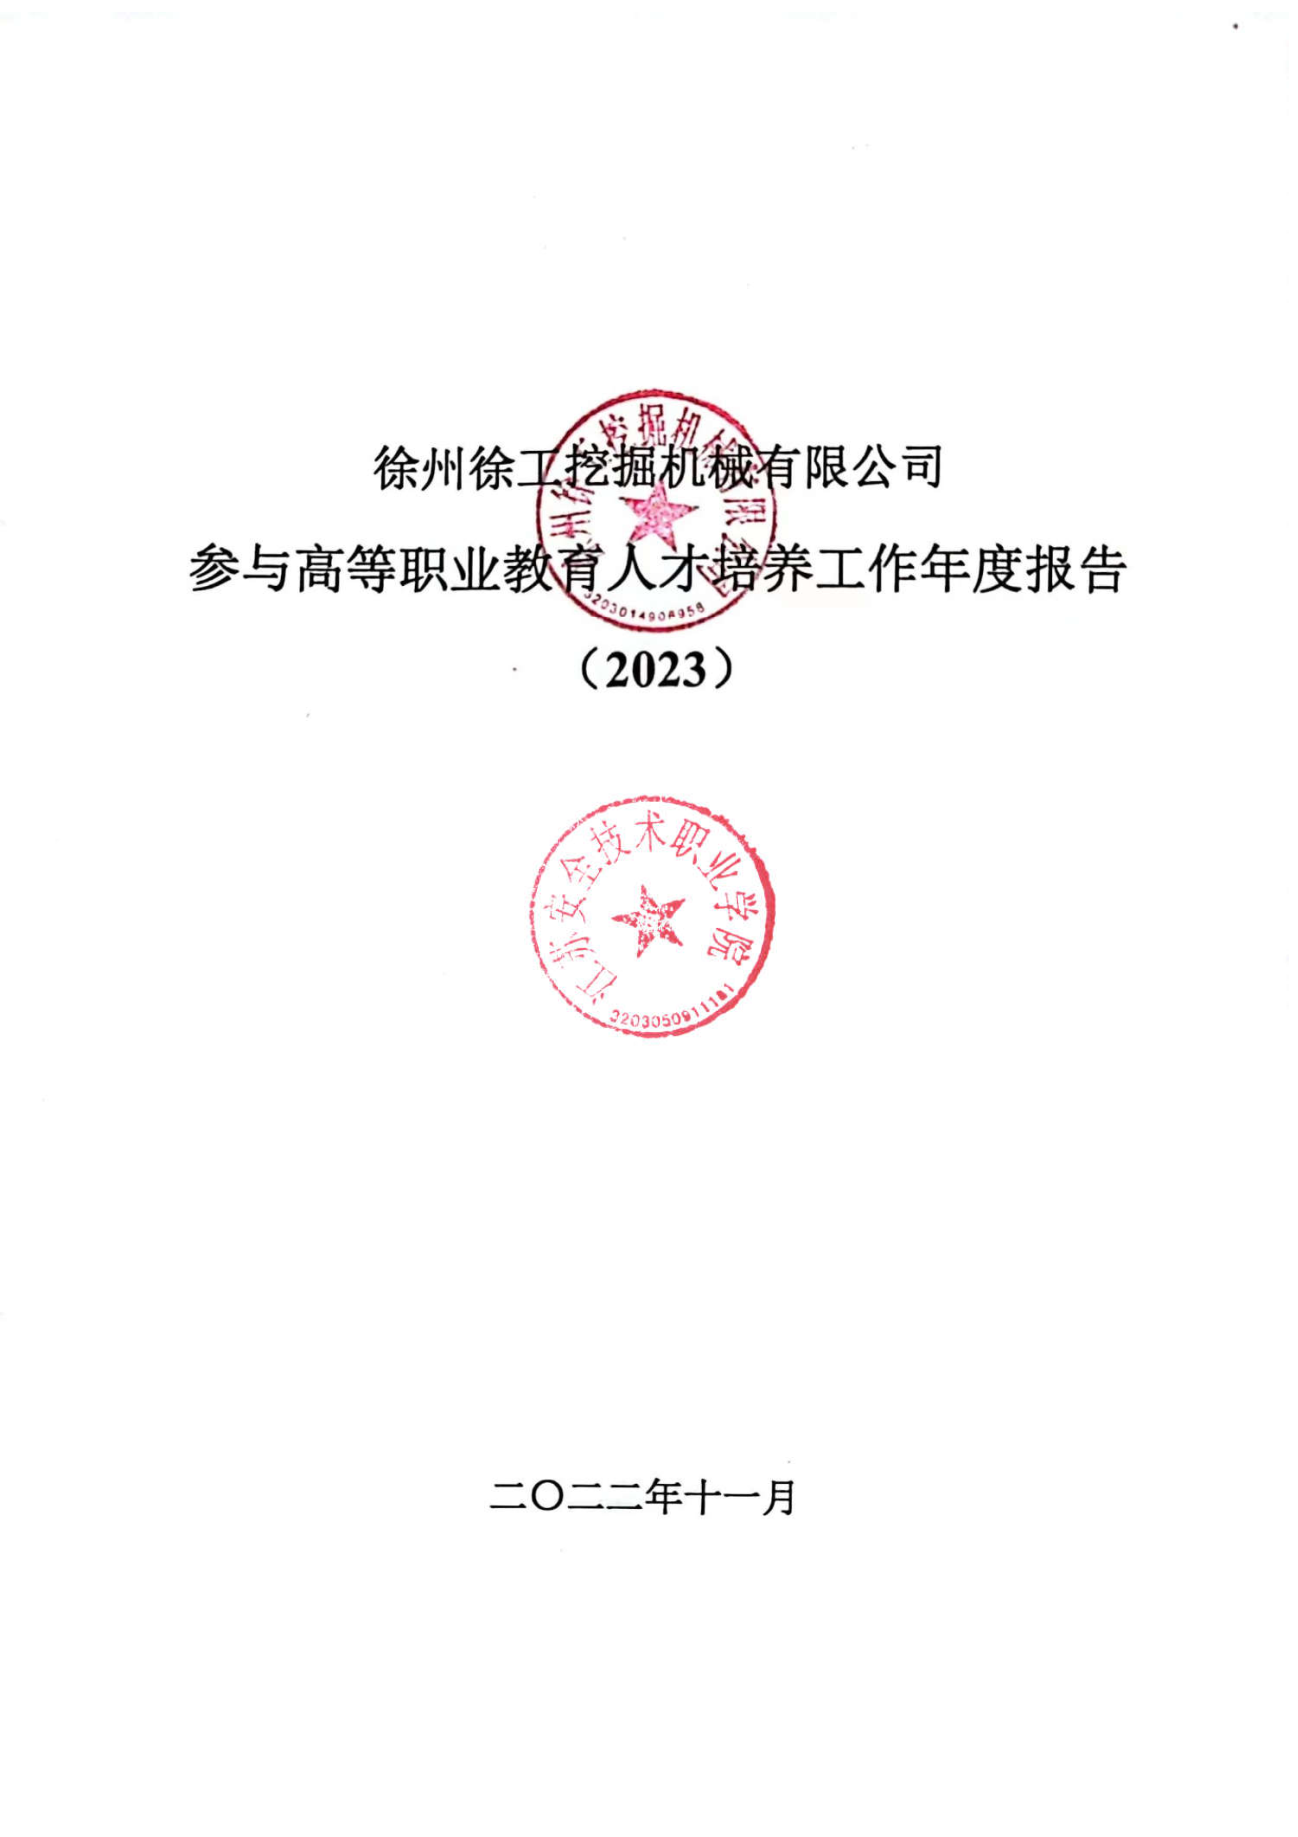 徐州徐工挖掘机械有限公司
参与高等职业教育人才培养工作年度报告
（2023）
江苏安全技术职业学院
二〇二二年十一月